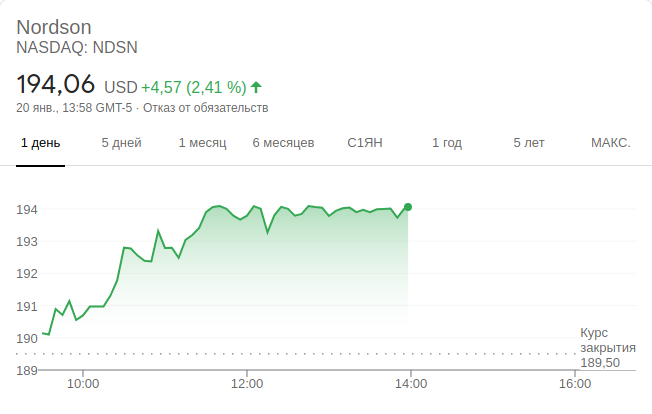 Nordson
NASDAQ: NDSN
194,06 USD +4,57 (2,41 %)
20 янв., 13:58 GMT-5 · Отказ от обязательств
1 день 5 дней 1 месяц 6 месяцев С1ЯН 1 год 5 лет МАКС.
194
193
192
191
190
Курс
закрытия
189,50
189
10:00 12:00 14:00 16:00